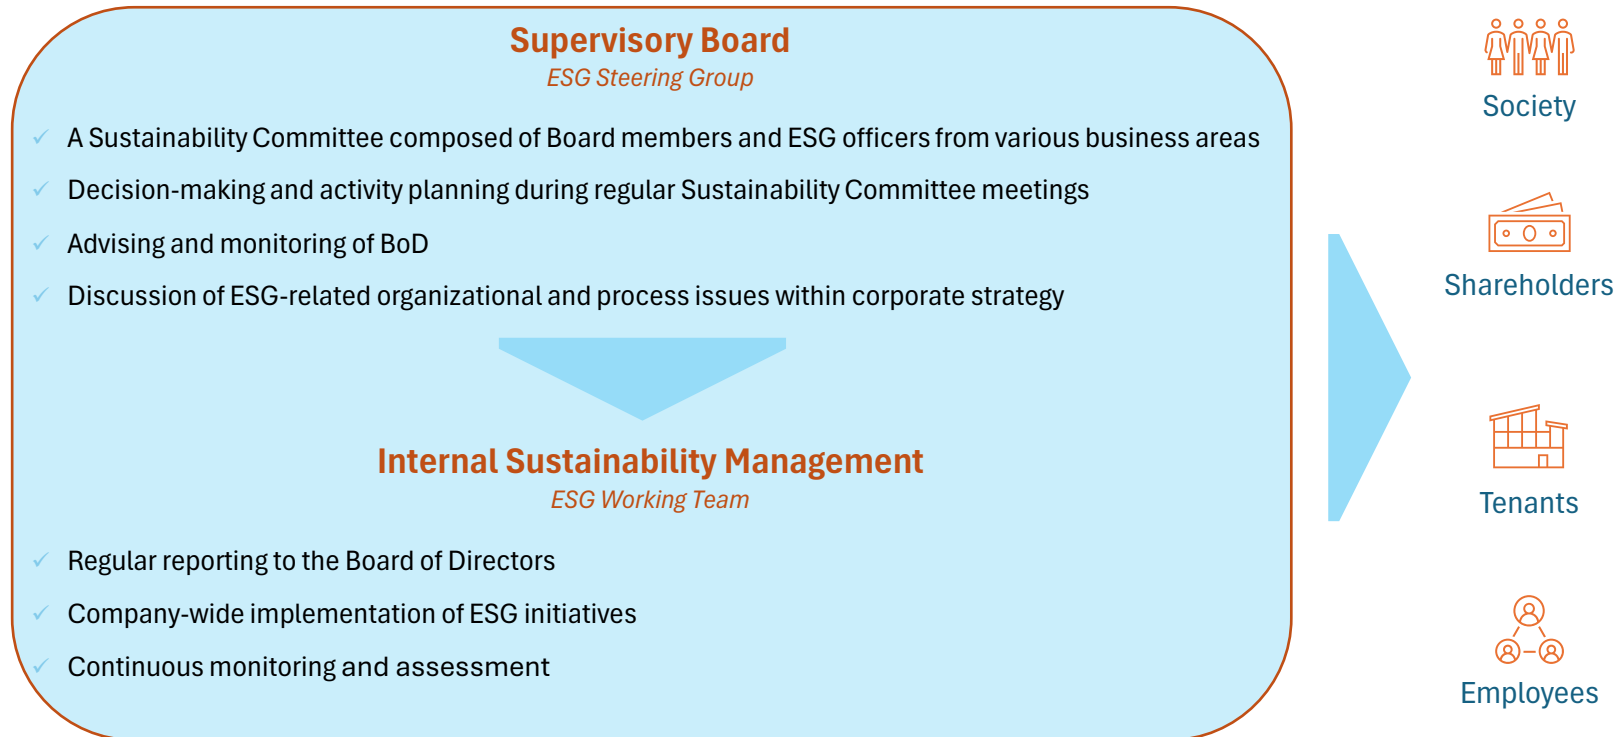 Supervisory Board
ESG Steering Group
A Sustainability Committee composed of Board members and ESG officers from various business areas
Decision-making and activity planning during regular Sustainability Committee meetings
Advising and monitoring of BoD
Discussion of ESG-related organizational and process issues within corporate strategy
Internal Sustainability Management
ESG Working Team
Regular reporting to the Board of Directors
Company-wide implementation of ESG initiatives
Continuous monitoring and assessment
Society
Shareholders
Tenants
Employees